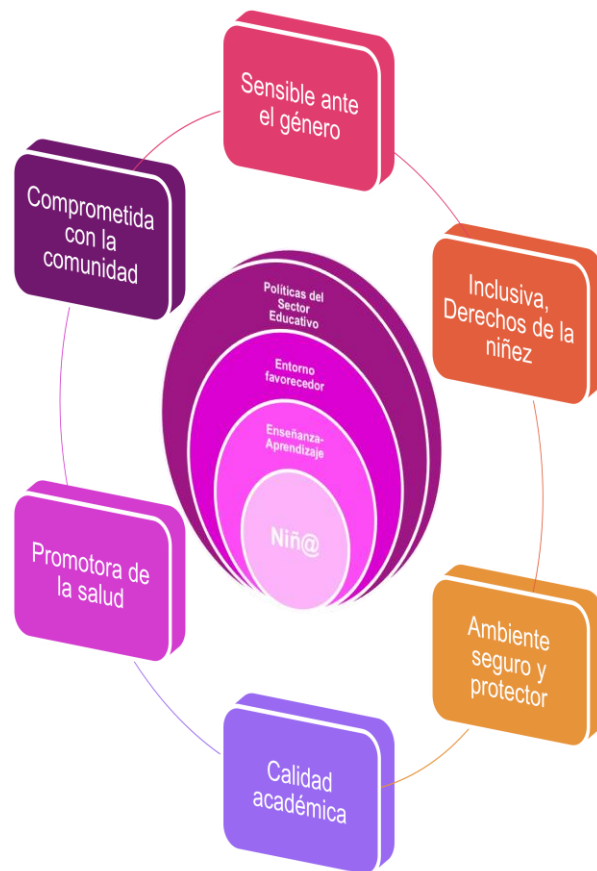 Sensible ante
el género
Comprometida
con la
comunidad
Inclusiva,
Derechos de la
niñez
Políticas del
Sector
Educativo
Entorno
favorecedor
Enseñanza-
Aprendizaje
Niñ@
Promotora de
la salud
Ambiente
seguro y
protector
Calidad
académica